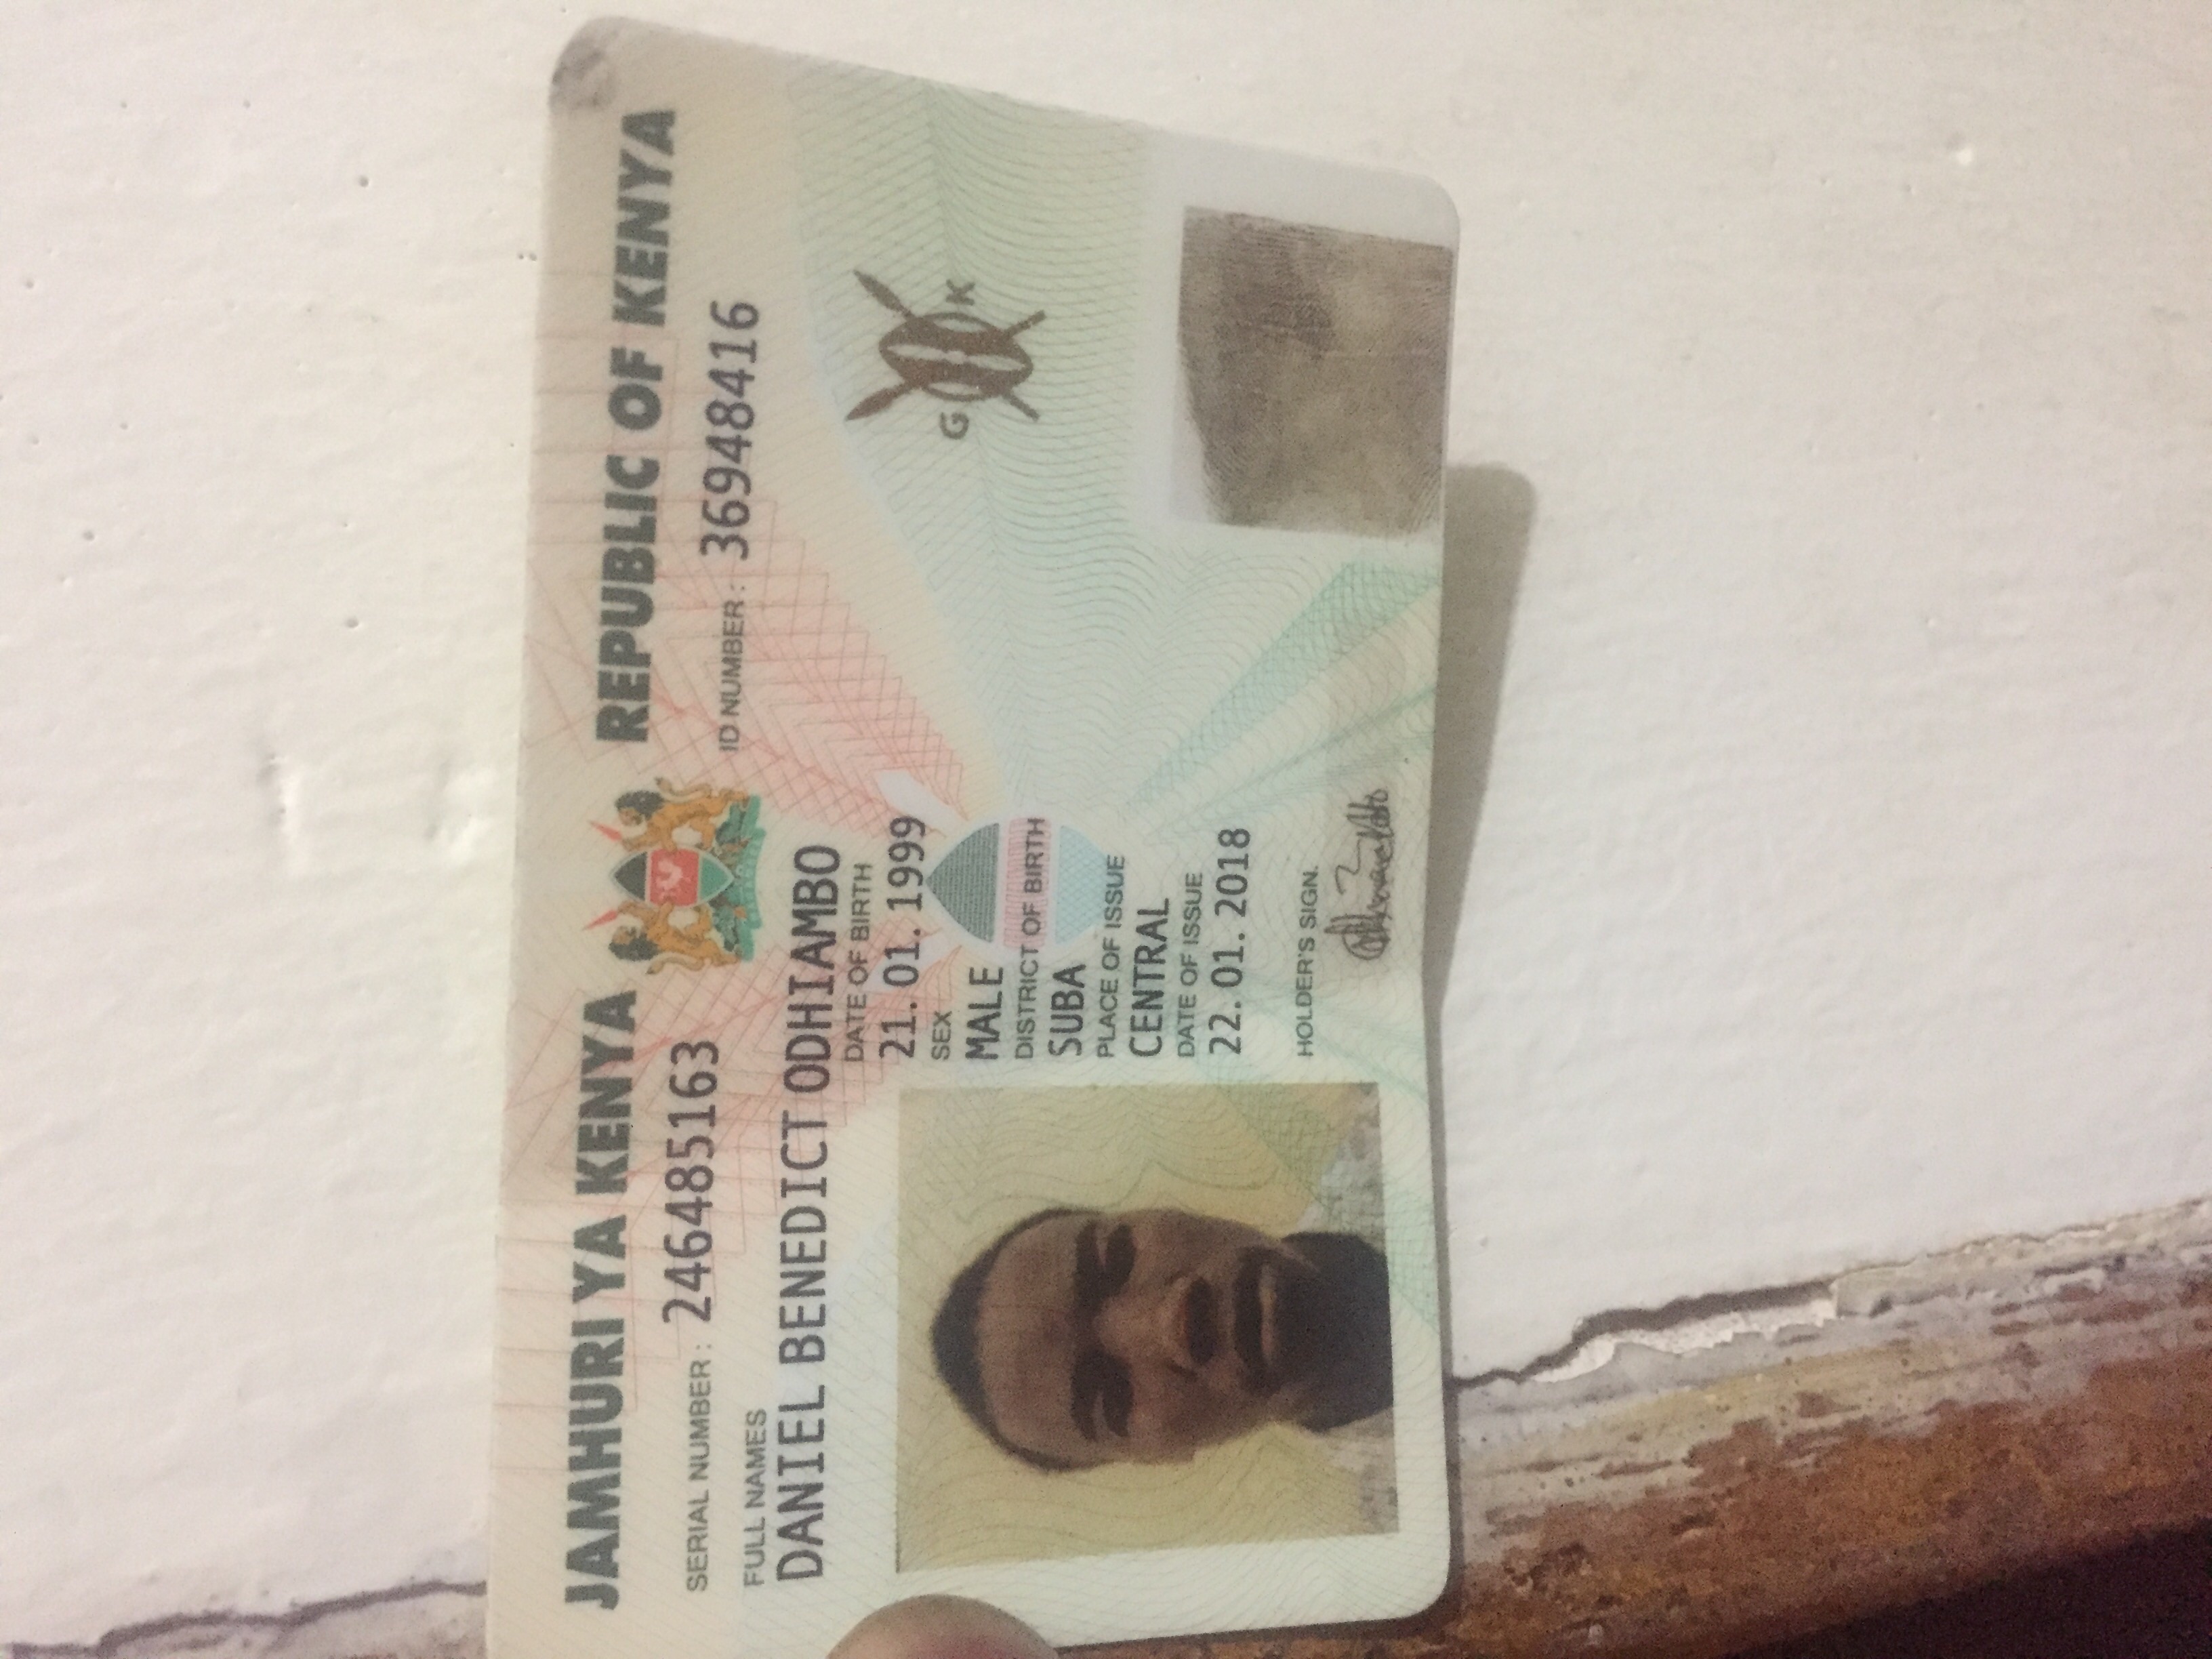 JAMHURI YA KENYA REPUBLIC OF KENYA
SERIAL NUMBER : 246485163 ID NUMBER : 36948416
FULL NAMES
DANIEL BENEDICT ODHIAMBO
DATE OF BIRTH
21. 01. 1999
SEX
MALE
G K
DISTRICT OF BIRTH
SUBA
PLACE OF ISSUE
CENTRAL
DATE OF ISSUE
22. 01. 2018
HOLDER'S SIGN.